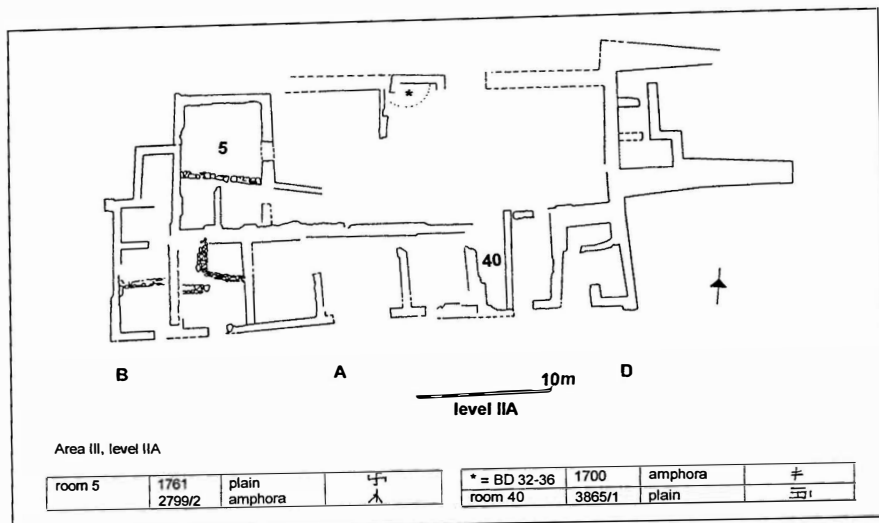 *
5
40
B A D
10m
level IIA
Area III, level IIA
room 5 1761 plain
2799/2 amphora
* = BD 32-36 1700 amphora
room 40 3865/1 plain